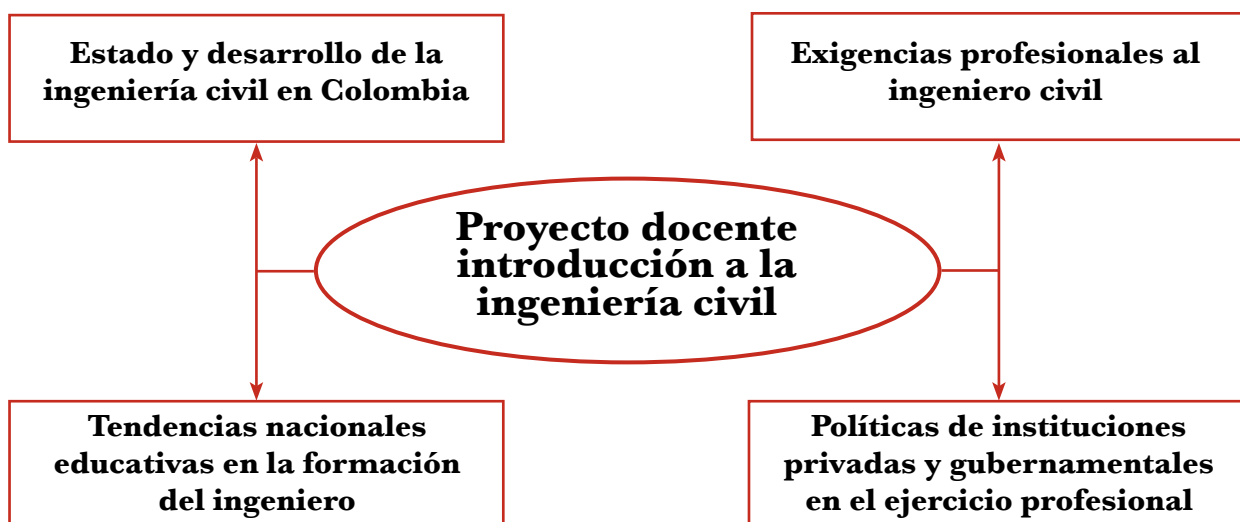 Estado y desarrollo de la
ingeniería civil en Colombia
Exigencias profesionales al
ingeniero civil
Proyecto docente
introducción a la
ingeniería civil
Tendencias nacionales
educativas en la formación
del ingeniero
Políticas de instituciones
privadas y gubernamentales
en el ejercicio profesional